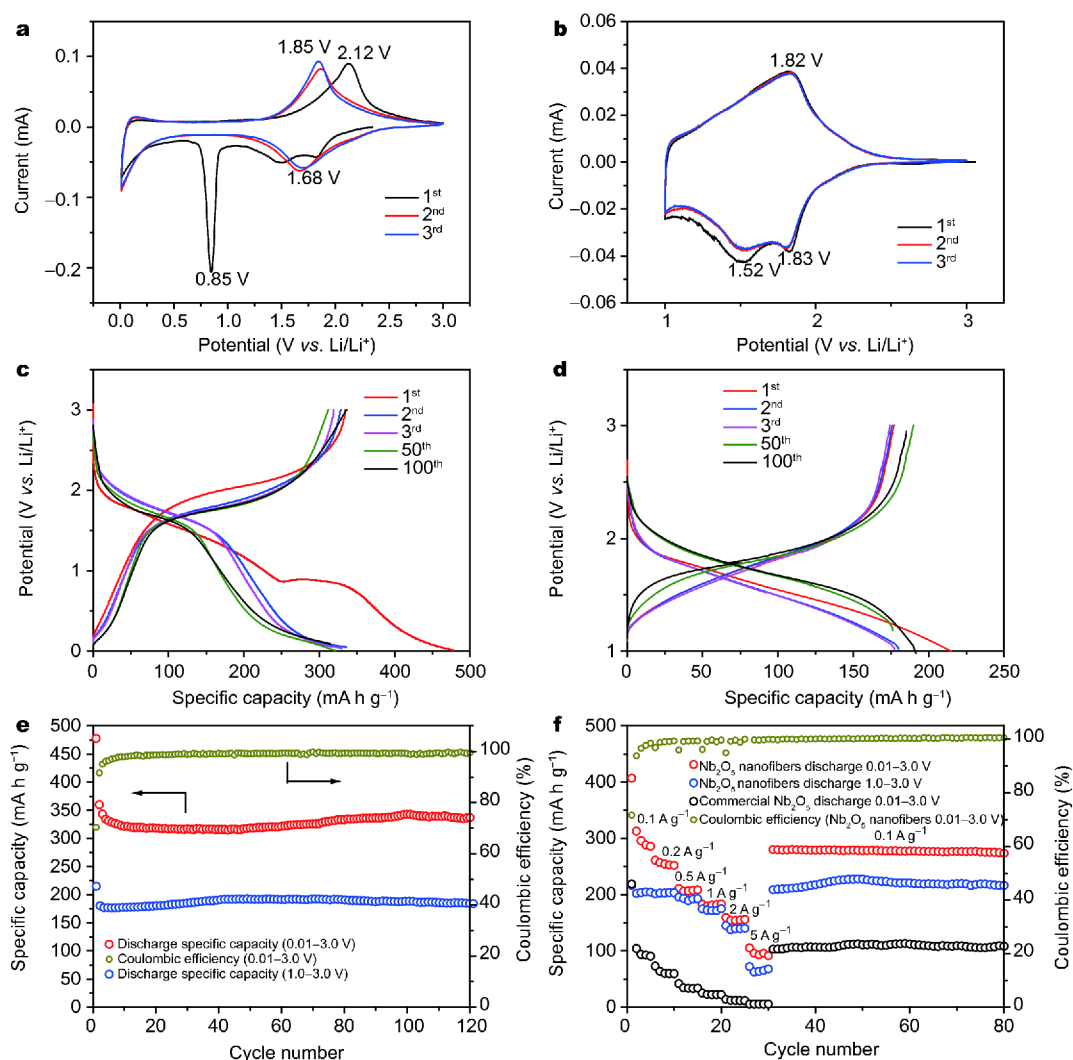 a
0.1
0.0
–0.1
–0.2
Current (mA)
1.85 V
2.12 V
1.68 V
0.85 V
1st
2nd
3rd
0.0 0.5 1.0 1.5 2.0 2.5 3.0
Potential (V vs. Li/Li+)
b
0.06
0.04
0.02
0.00
–0.02
–0.04
–0.06
Current (mA)
1.82 V
1.52 V
1.83 V
1st
2nd
3rd
1 2 3
Potential (V vs. Li/Li+)
c
3
2
1
0
Potential (V vs. Li/Li+)
1st
2nd
3rd
50th
100th
0 100 200 300 400 500
Specific capacity (mA h g–1)
d
3
2
1
Potential (V vs. Li/Li+)
1st
2nd
3rd
50th
100th
0 50 100 150 200 250
Specific capacity (mA h g–1)
e
500
450
400
350
300
250
200
150
100
50
0
Specific capacity (mA h g–1)
100
80
60
40
20
0
Coulombic efficiency (%)
Discharge specific capacity (0.01–3.0 V)
Coulombic efficiency (0.01–3.0 V)
Discharge specific capacity (1.0–3.0 V)
0 20 40 60 80 100 120
Cycle number
f
500
450
400
350
300
250
200
150
100
50
0
Specific capacity (mA h g–1)
100
80
60
40
20
0
Coulombic efficiency (%)
Nb2O5 nanofibers discharge 0.01–3.0 V
Nb2O5 nanofibers discharge 1.0–3.0 V
Commercial Nb2O5 discharge 0.01–3.0 V
Coulombic efficiency (Nb2O5 nanofibers 0.01–3.0 V)
0.1 A g–1
0.2 A g–1
0.5 A g–1
1 A g–1
2 A g–1
5 A g–1
0.1 A g–1
0 20 40 60 80
Cycle number